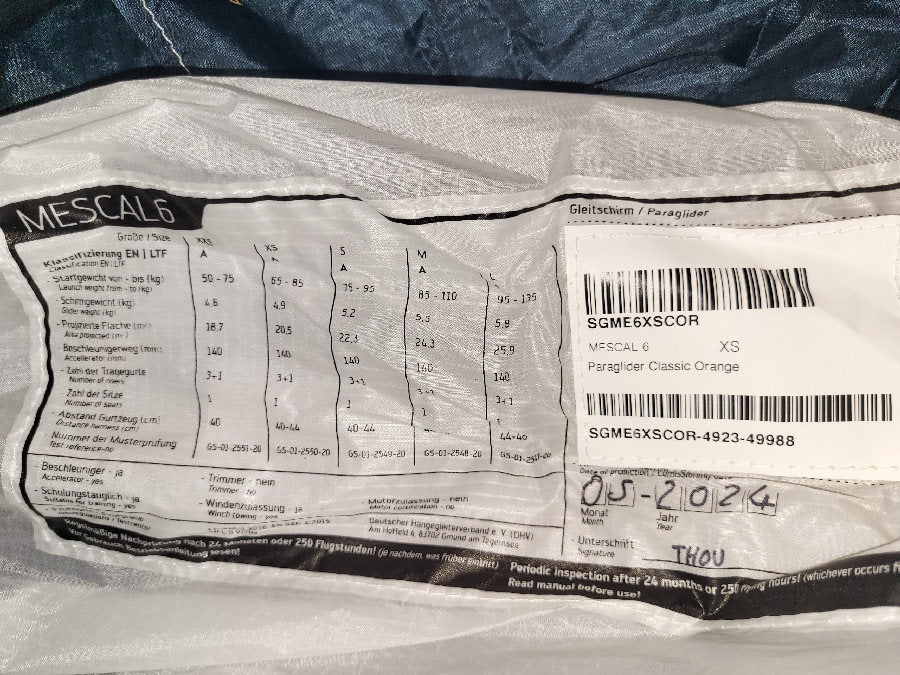 MESCAL6
Größe / Size XXS XS S M L
Klassifizierung EN | LTF A A A A
Classification EN | LTF
Startgewicht von - bis (kg) 50 - 75 65 - 85 75 - 95 85 - 110 95 - 135
Launch weight from - to (kg)
Schirmgewicht (kg) 4,6 4,9 5,2 5,5 5,8
Glider weight (kg)
Projizierte Fläche (m²) 18,7 20,5 22,3 24,3 25,9
Area projected (m²)
Beschleunigerweg (mm) 140 140 140 140 140
Accelerator (mm)
Zahl der Tragegurte 3+1 3+1 3+1 3+1
Number of risers
Zahl der Sitze 1 1 1 1 1
Number of seats
Abstand Gurtzeug (cm) 40 40-44 40-44
Distance harness (cm)
Nummer der Musterprüfung GS-01-2551-20 GS-01-2550-20 GS-01-2549-20 GS-01-2548-20
Test reference-no
- Beschleuniger - ja - Trimmer - nein
Accelerator - yes Trimmer - no
- Schulungstauglich - ja - Windenzulassung - ja - Motorzulassung - nein
Suitable for training - yes Winch towing - yes Motor certification - no
Deutscher Hängegleiterverband e. V. (DHV)
Am Hoffeld 4, 83703 Gmund am Tegernsee
Regelmäßige Nachprüfung nach 24 Monaten oder 250 Flugstunden! (je nachdem, was früher eintritt)
Vor Gebrauch Betriebsanleitung lesen!
Periodic inspection after 24 months or 250 flying hours! (whichever occurs
Read manual before use!
Gleitschirm / Paraglider
SGME6XSCOR
MESCAL 6 XS
Paraglider Classic Orange
SGME6XSCOR-4923-49988
Date of production /
05-2024
Monat Jahr
Month Year
- Unterschrift THOU
Signature